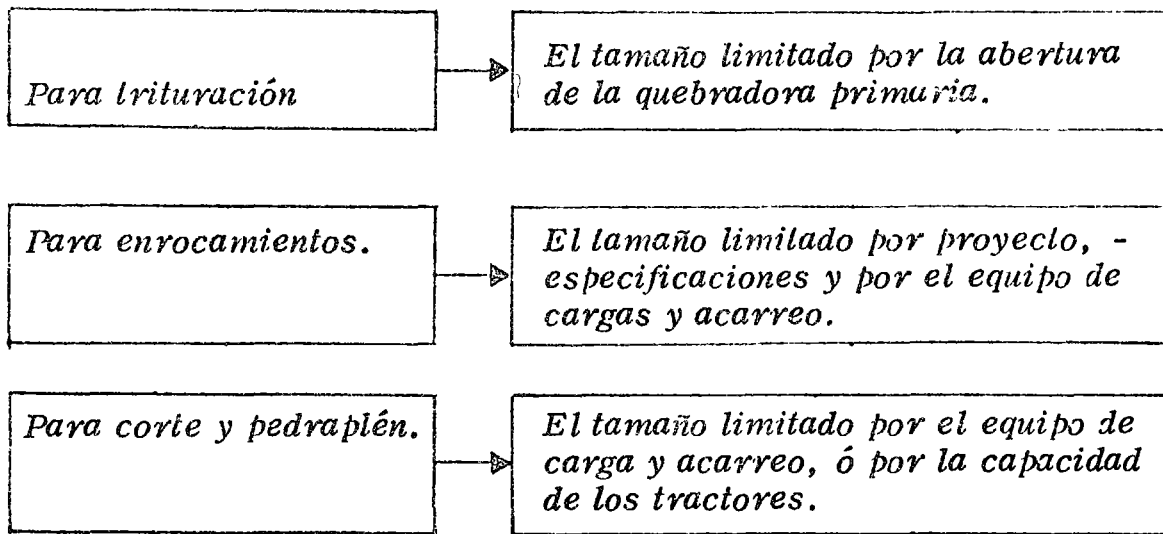 Para trituración
El tamaño limitado por la abertura
de la quebradora primaria.
Para enrocamientos.
El tamaño limitado por proyecto, -
especificaciones y por el equipo de
cargas y acarreo.
Para corte y pedraplén.
El tamaño limitado por el equipo de
carga y acarreo, ó por la capacidad
de los tractores.